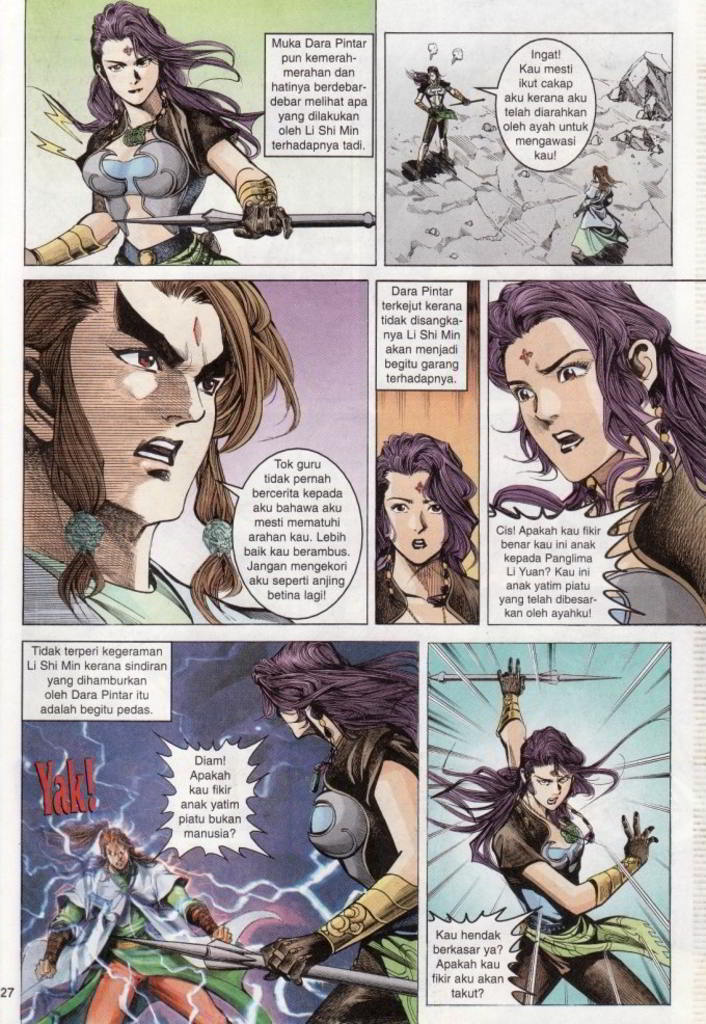 Muka Dara Pintar
pun kemerah-
merahan dan
hatinya berdebar-
debar melihat apa
yang dilakukan
oleh Li Shi Min
terhadapnya tadi.
Ingat!
Kau mesti
ikut cakap
aku kerana aku
telah diarahkan
oleh ayah untuk
mengawasi
kau!
Tok guru
tidak pernah
bercerita kepada
aku bahawa aku
mesti mematuhi
arahan kau. Lebih
baik kau berambus.
Jangan mengekori
aku seperti anjing
betina lagi!
Dara Pintar
terkejut kerana
tidak disangka-
nya Li Shi Min
akan menjadi
begitu garang
terhadapnya.
Cis! Apakah kau fikir
benar kau ini anak
kepada Panglima
Li Yuan? Kau ini
anak yatim piatu
yang telah dibesar-
kan oleh ayahku!
Tidak terperi kegeraman
Li Shi Min kerana sindiran
yang dihamburkan
oleh Dara Pintar itu
adalah begitu pedas.
Yak!
Diam!
Apakah
kau fikir
anak yatim
piatu bukan
manusia?
Kau hendak
berkasar ya?
Apakah kau
fikir aku akan
takut?
27